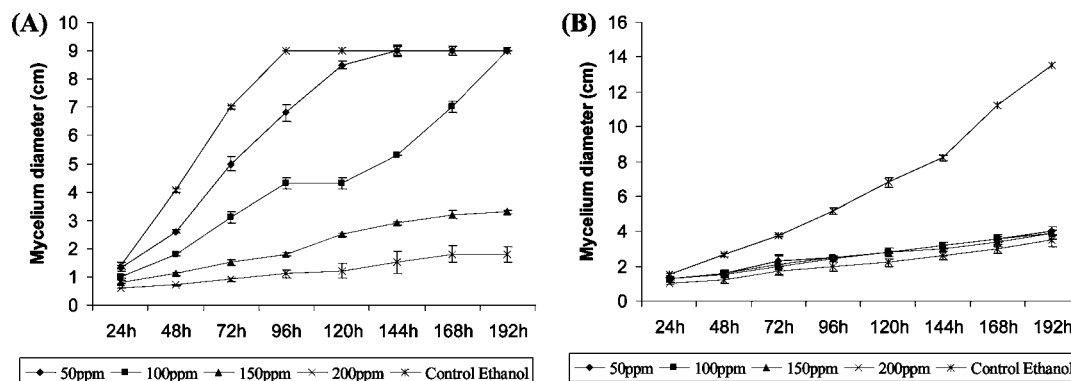 (A)
Mycelium diameter (cm)
10
9
8
7
6
5
4
3
2
1
0
24h 48h 72h 96h 120h 144h 168h 192h
50ppm 100ppm 150ppm 200ppm Control Ethanol
(B)
Mycelium diameter (cm)
16
14
12
10
8
6
4
2
0
24h 48h 72h 96h 120h 144h 168h 192h
50ppm 100ppm 150ppm 200ppm Control Ethanol